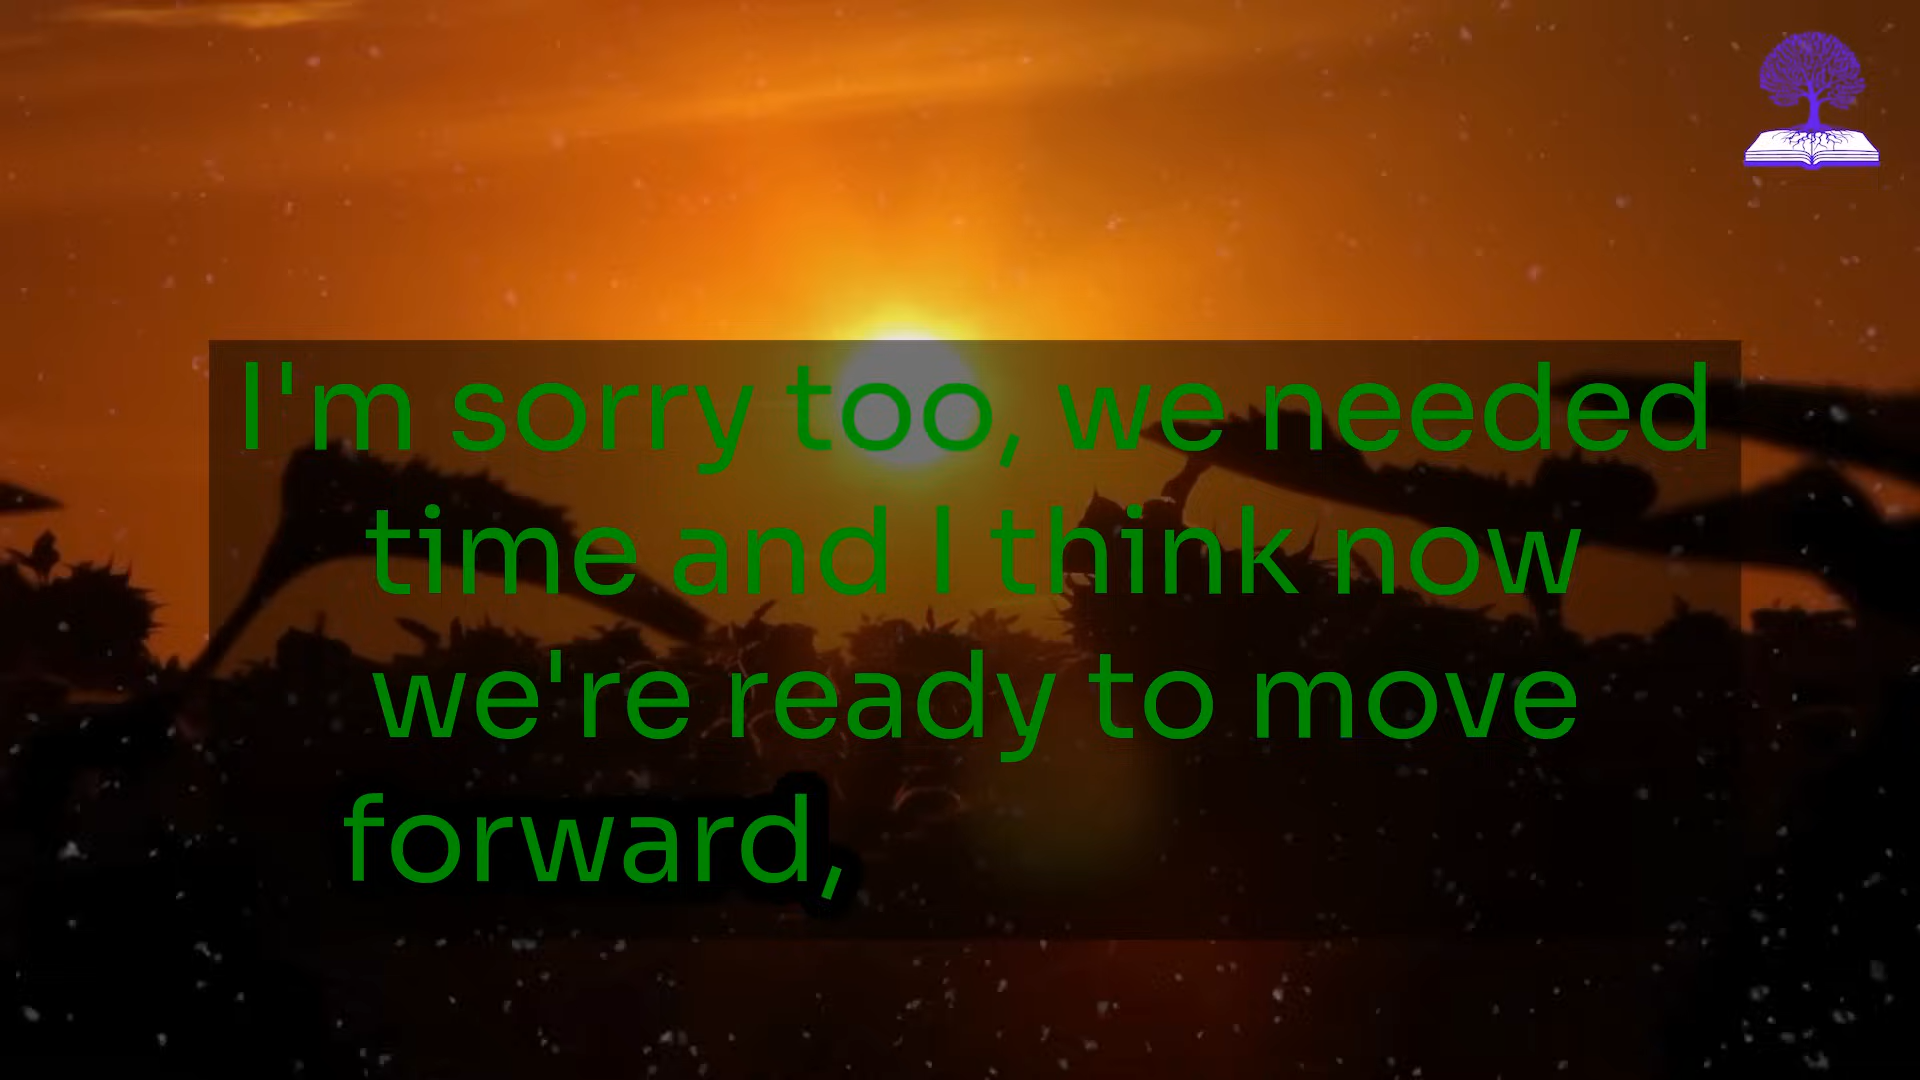 I'm sorry too, we needed
time and I think now
we're ready to move
forward,